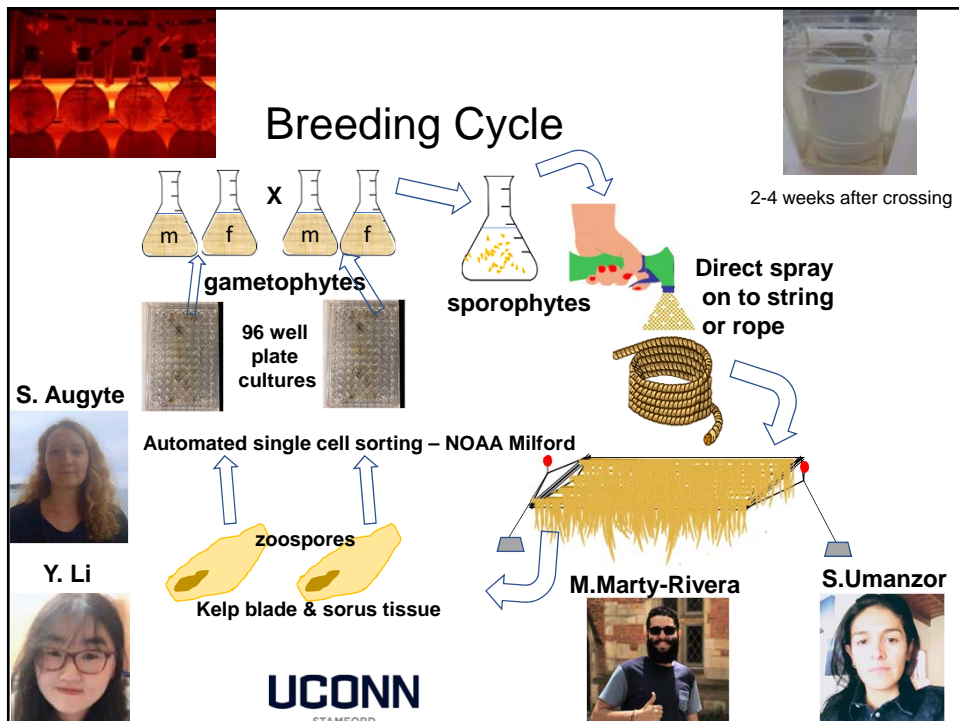 Breeding Cycle
2-4 weeks after crossing
X
m
f
m
f
gametophytes
sporophytes
Direct spray
on to string
or rope
96 well
plate
cultures
S. Augyte
Automated single cell sorting – NOAA Milford
zoospores
Y. Li
Kelp blade & sorus tissue
M.Marty-Rivera
S.Umanzor
UCONN
STAMFORD